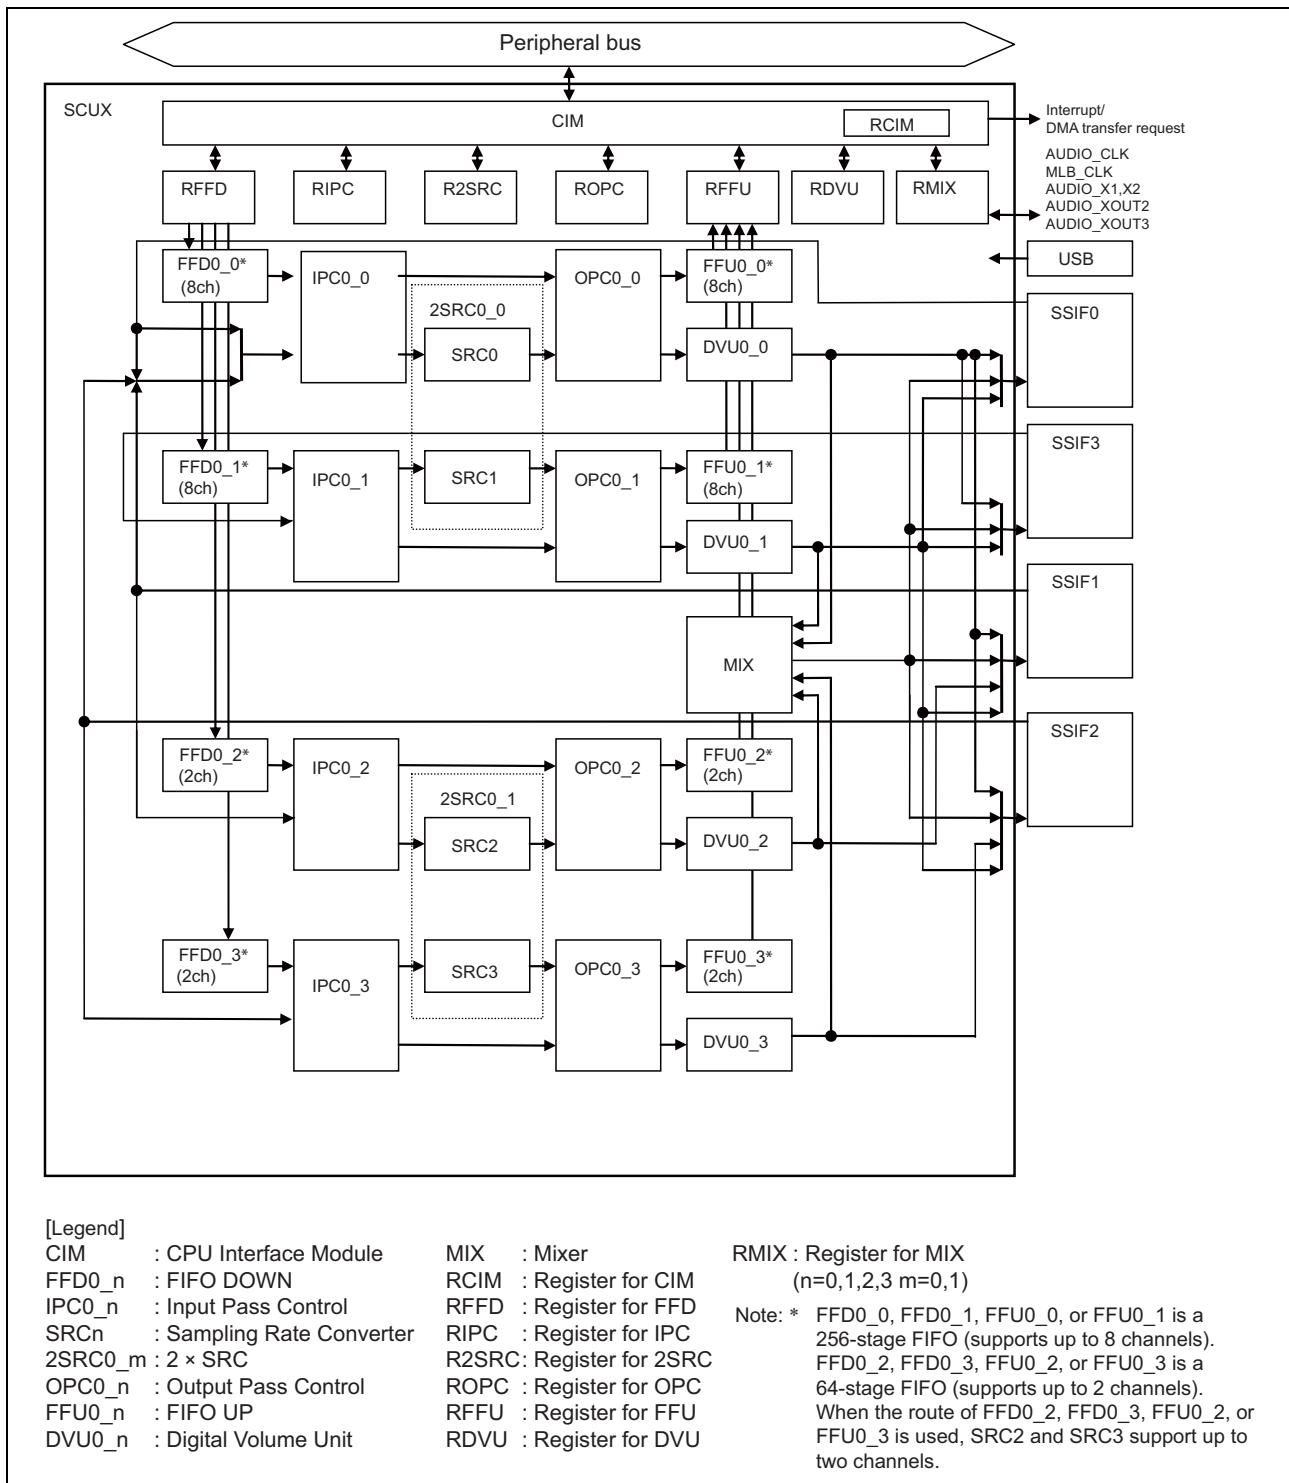 Peripheral bus
SCUX
CIM
RCIM
Interrupt/
DMA transfer request
AUDIO_CLK
MLB_CLK
AUDIO_X1,X2
AUDIO_XOUT2
AUDIO_XOUT3
RFFD
RIPC
R2SRC
ROPC
RFFU
RDVU
RMIX
USB
FFD0_0*
(8ch)
IPC0_0
2SRC0_0
SRC0
OPC0_0
FFU0_0*
(8ch)
DVU0_0
SSIF0
FFD0_1*
(8ch)
IPC0_1
SRC1
OPC0_1
FFU0_1*
(8ch)
DVU0_1
SSIF3
SSIF1
MIX
SSIF2
FFD0_2*
(2ch)
IPC0_2
2SRC0_1
SRC2
OPC0_2
FFU0_2*
(2ch)
DVU0_2
FFD0_3*
(2ch)
IPC0_3
SRC3
OPC0_3
FFU0_3*
(2ch)
DVU0_3
[Legend]
CIM : CPU Interface Module
FFD0_n : FIFO DOWN
IPC0_n : Input Pass Control
SRCn : Sampling Rate Converter
2SRC0_m : 2 × SRC
OPC0_n : Output Pass Control
FFU0_n : FIFO UP
DVU0_n : Digital Volume Unit
MIX : Mixer
RCIM : Register for CIM
RFFD : Register for FFD
RIPC : Register for IPC
R2SRC: Register for 2SRC
ROPC : Register for OPC
RFFU : Register for FFU
RDVU : Register for DVU
RMIX : Register for MIX
(n=0,1,2,3 m=0,1)
Note: * FFD0_0, FFD0_1, FFU0_0, or FFU0_1 is a
256-stage FIFO (supports up to 8 channels).
FFD0_2, FFD0_3, FFU0_2, or FFU0_3 is a
64-stage FIFO (supports up to 2 channels).
When the route of FFD0_2, FFD0_3, FFU0_2, or
FFU0_3 is used, SRC2 and SRC3 support up to
two channels.